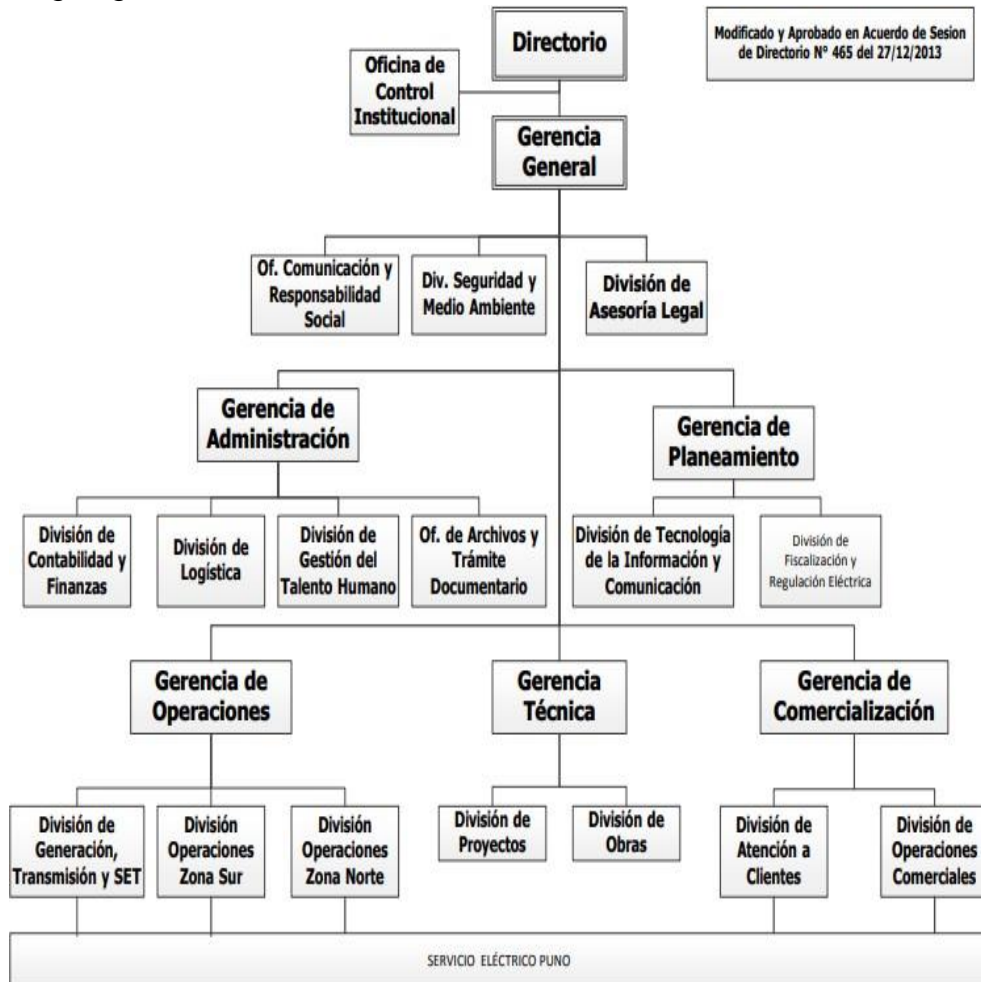 Directorio
Modificado y Aprobado en Acuerdo de Sesion
de Directorio N° 465 del 27/12/2013
Oficina de
Control
Institucional
Gerencia
General
Of. Comunicación y
Responsabilidad
Social
Div. Seguridad y
Medio Ambiente
División de
Asesoría Legal
Gerencia de
Administración
Gerencia de
Planeamiento
División de
Contabilidad y
Finanzas
División de
Logística
División de
Gestión del
Talento Humano
Of. de Archivos y
Trámite
Documentario
División de Tecnología
de la Información y
Comunicación
División de
Fiscalización y
Regulación Eléctrica
Gerencia de
Operaciones
Gerencia
Técnica
Gerencia de
Comercialización
División de
Generación,
Transmisión y SET
División
Operaciones
Zona Sur
División
Operaciones
Zona Norte
División de
Proyectos
División de
Obras
División de
Atención a
Clientes
División de
Operaciones
Comerciales
SERVICIO ELÉCTRICO PUNO